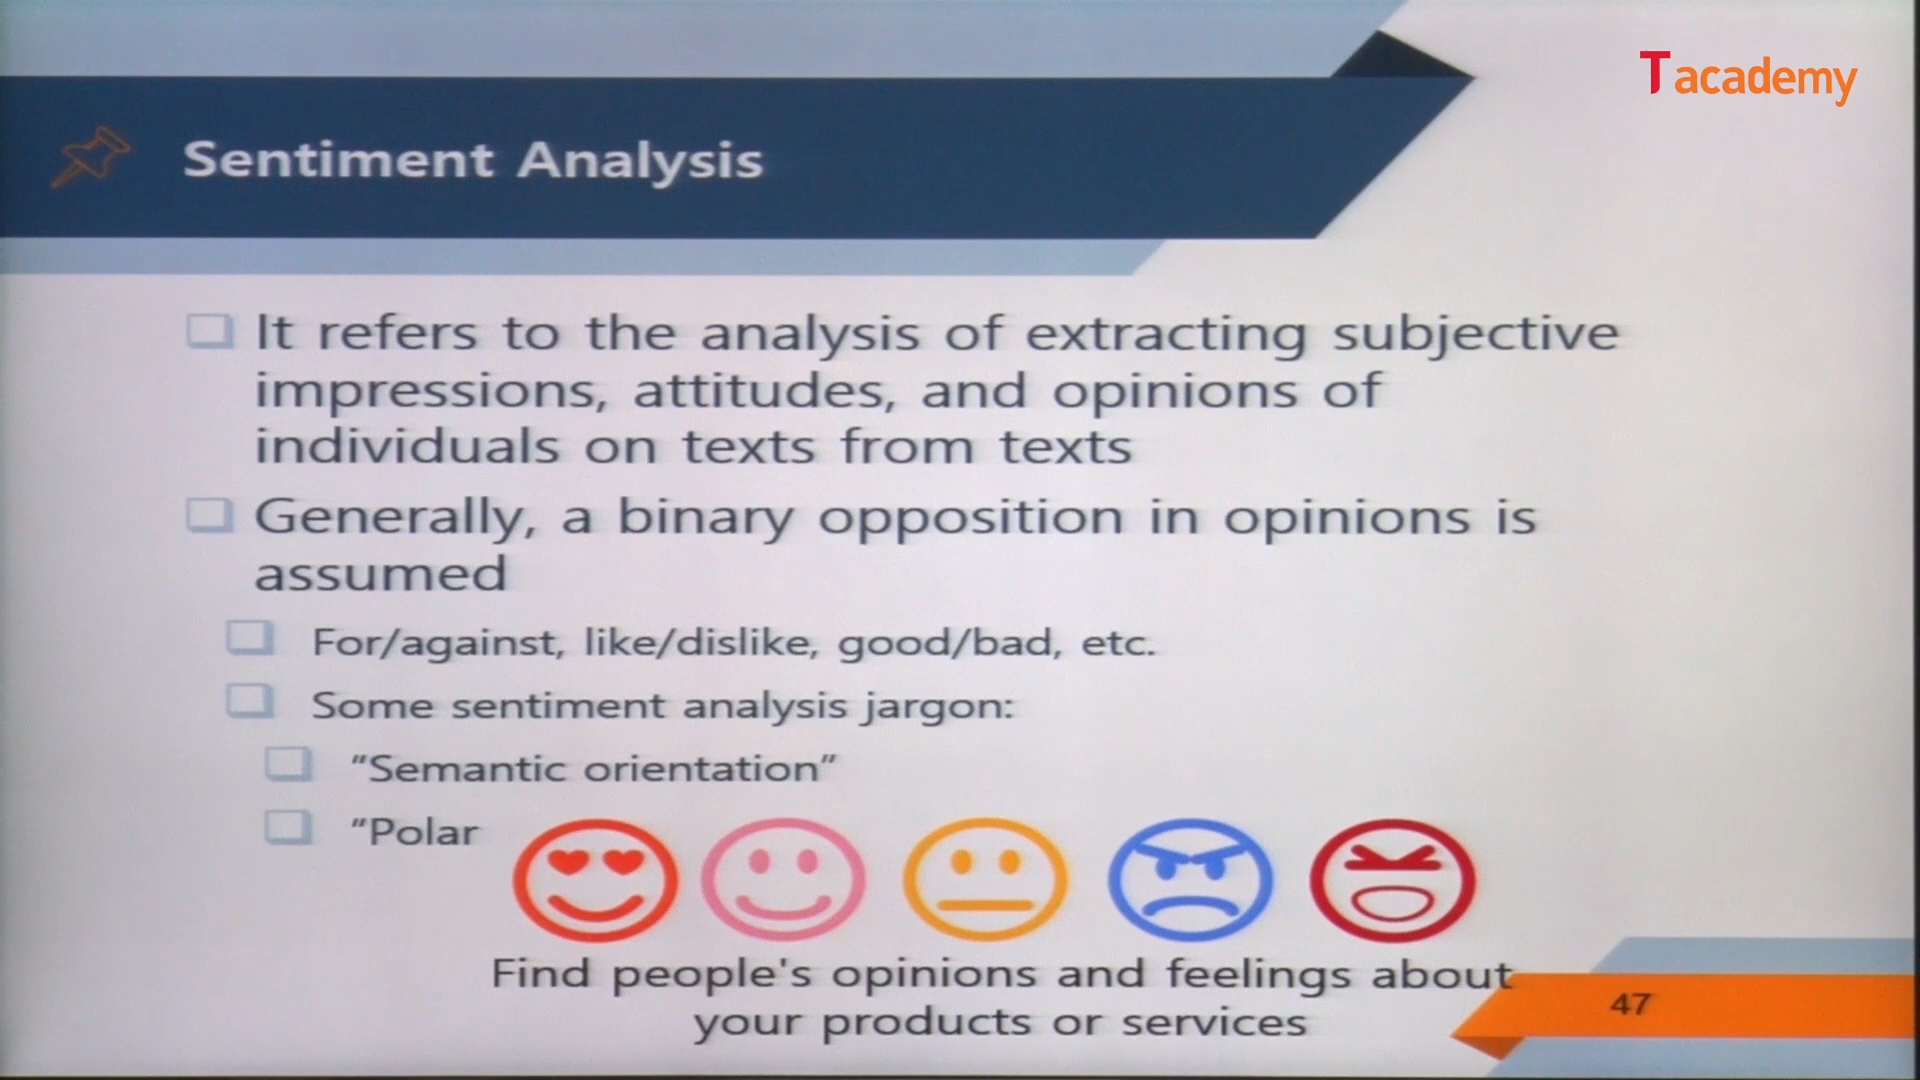 Tacademy
Sentiment Analysis
It refers to the analysis of extracting subjective
impressions, attitudes, and opinions of
individuals on texts from texts
Generally, a binary opposition in opinions is
assumed
For/against, like/dislike, good/bad, etc.
Some sentiment analysis jargon:
“Semantic orientation”
“Polar
Find people's opinions and feelings about
your products or services
47